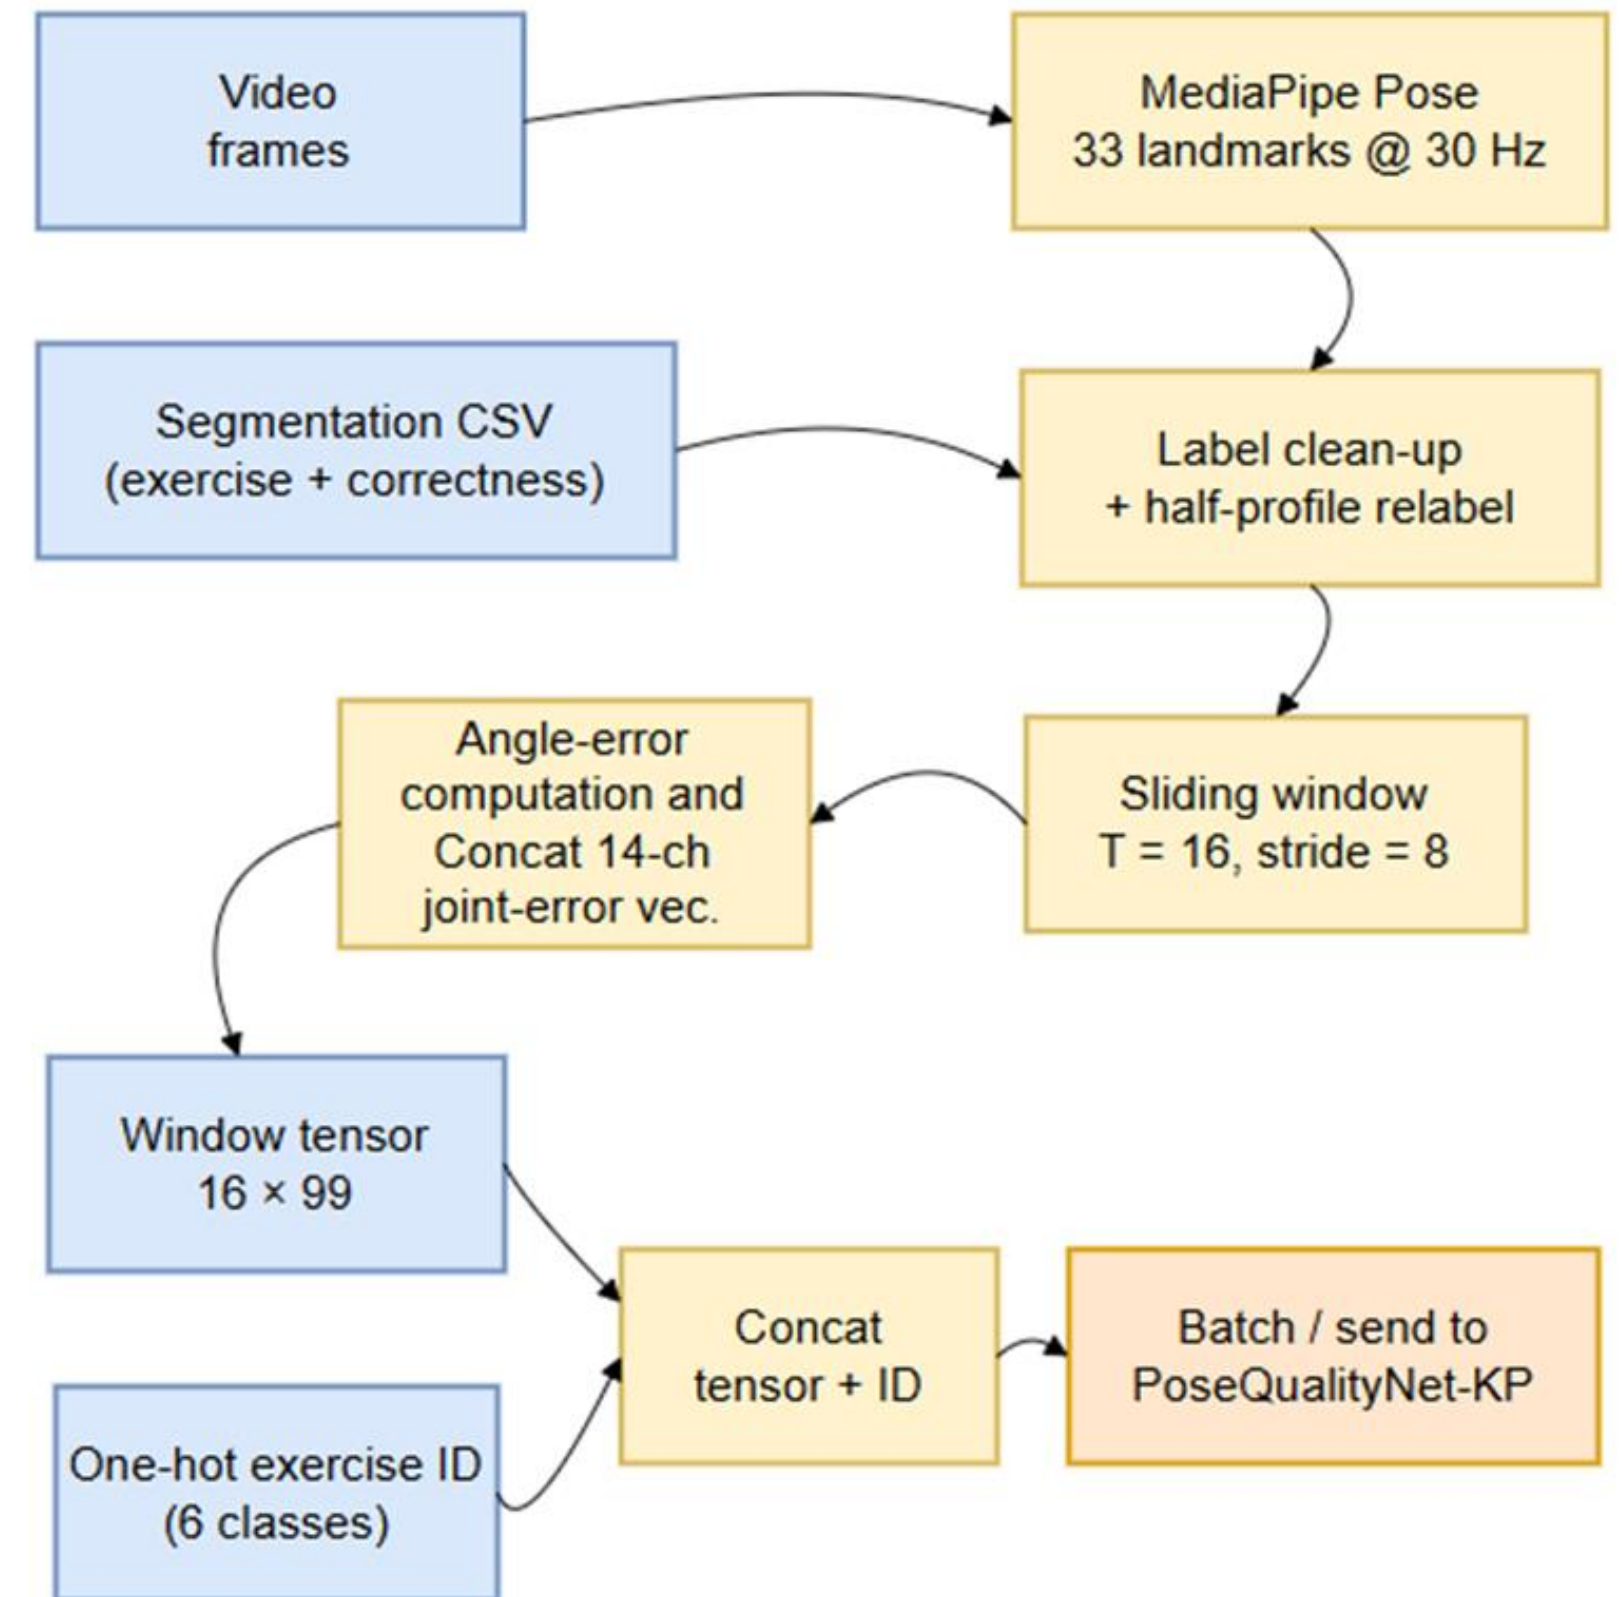 Video
frames
MediaPipe Pose
33 landmarks @ 30 Hz
Segmentation CSV
(exercise + correctness)
Label clean-up
+ half-profile relabel
Angle-error
computation and
Concat 14-ch
joint-error vec.
Sliding window
T = 16, stride = 8
Window tensor
16 × 99
One-hot exercise ID
(6 classes)
Concat
tensor + ID
Batch / send to
PoseQualityNet-KP